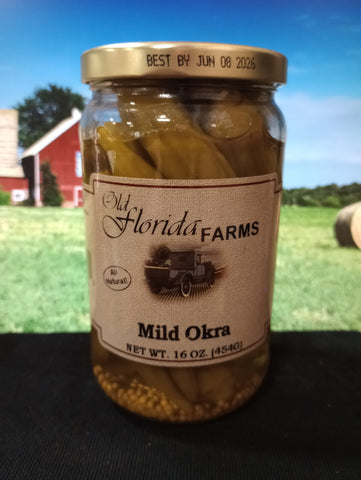 BEST BY JUN 08 2026
Old
Florida FARMS
All
Natural!
Mild Okra
NET WT. 16 OZ. (454G)